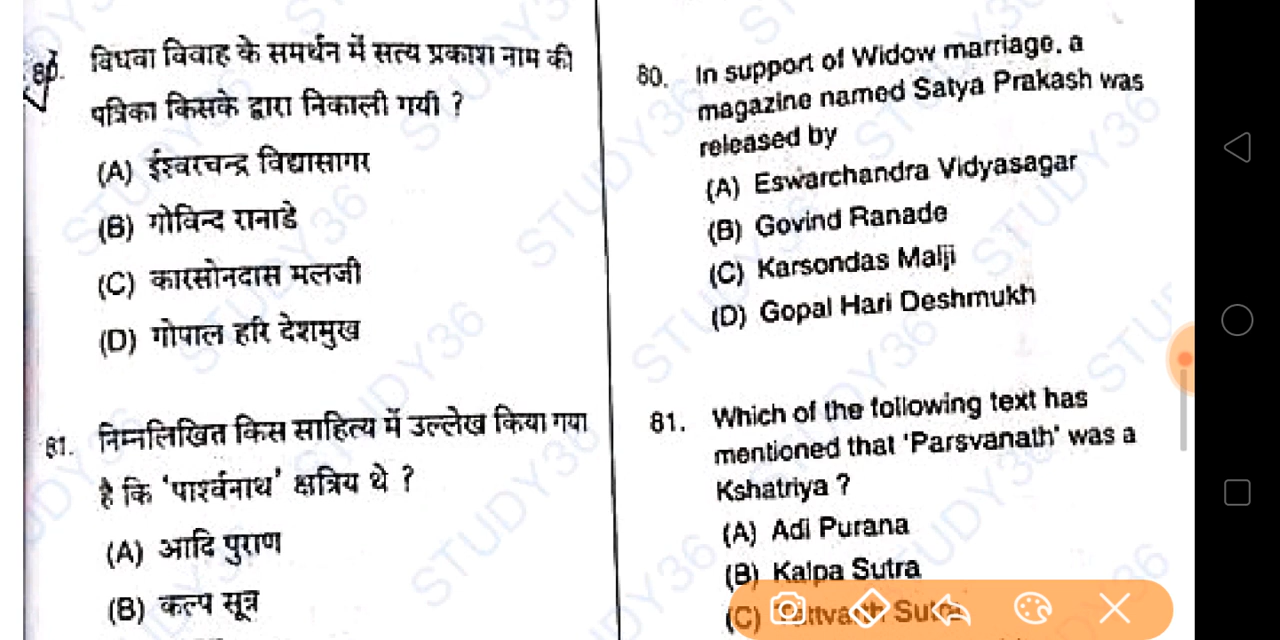 80. विधवा विवाह के समर्थन में सत्य प्रकाश नाम की
पत्रिका किसके द्वारा निकाली गयी ?
(A) ईश्वरचन्द्र विद्यासागर
(B) गोविन्द रानाडे
(C) कारसोनदास मलजी
(D) गोपाल हरि देशमुख
81. निम्नलिखित किस साहित्य में उल्लेख किया गया
है कि 'पार्श्वनाथ' क्षत्रिय थे ?
(A) आदि पुराण
(B) कल्प सूत्र
80. In support of Widow marriage, a
magazine named Satya Prakash was
released by
(A) Eswarchandra Vidyasagar
(B) Govind Ranade
(C) Karsondas Malji
(D) Gopal Hari Deshmukh
81. Which of the following text has
mentioned that 'Parsvanath' was a
Kshatriya ?
(A) Adi Purana
(B) Kalpa Sutra
(C) Tattvarth Sutra
STUDY36